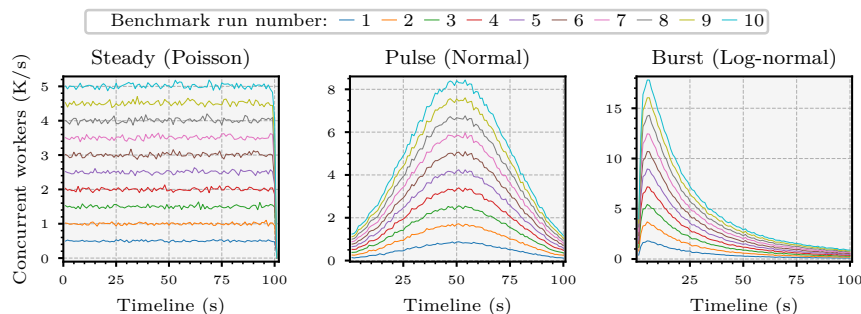 Benchmark run number: 1 2 3 4 5 6 7 8 9 10
Steady (Poisson) Pulse (Normal) Burst (Log-normal)
Concurrent workers (K/s)
5
4
3
2
1
0
0 25 50 75 100
Timeline (s)
8
6
4
2
0
25 50 75 100
Timeline (s)
15
10
5
0
25 50 75 100
Timeline (s)